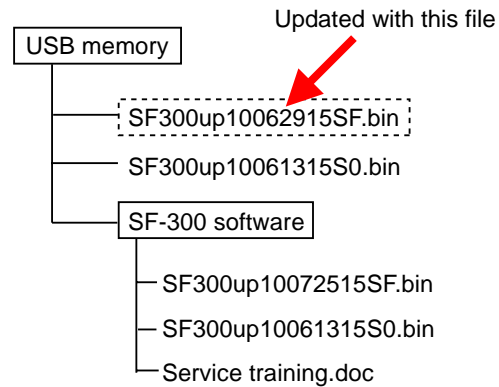 Updated with this file
USB memory
SF300up10062915SF.bin
SF300up10061315S0.bin
SF-300 software
SF300up10072515SF.bin
SF300up10061315S0.bin
Service training.doc